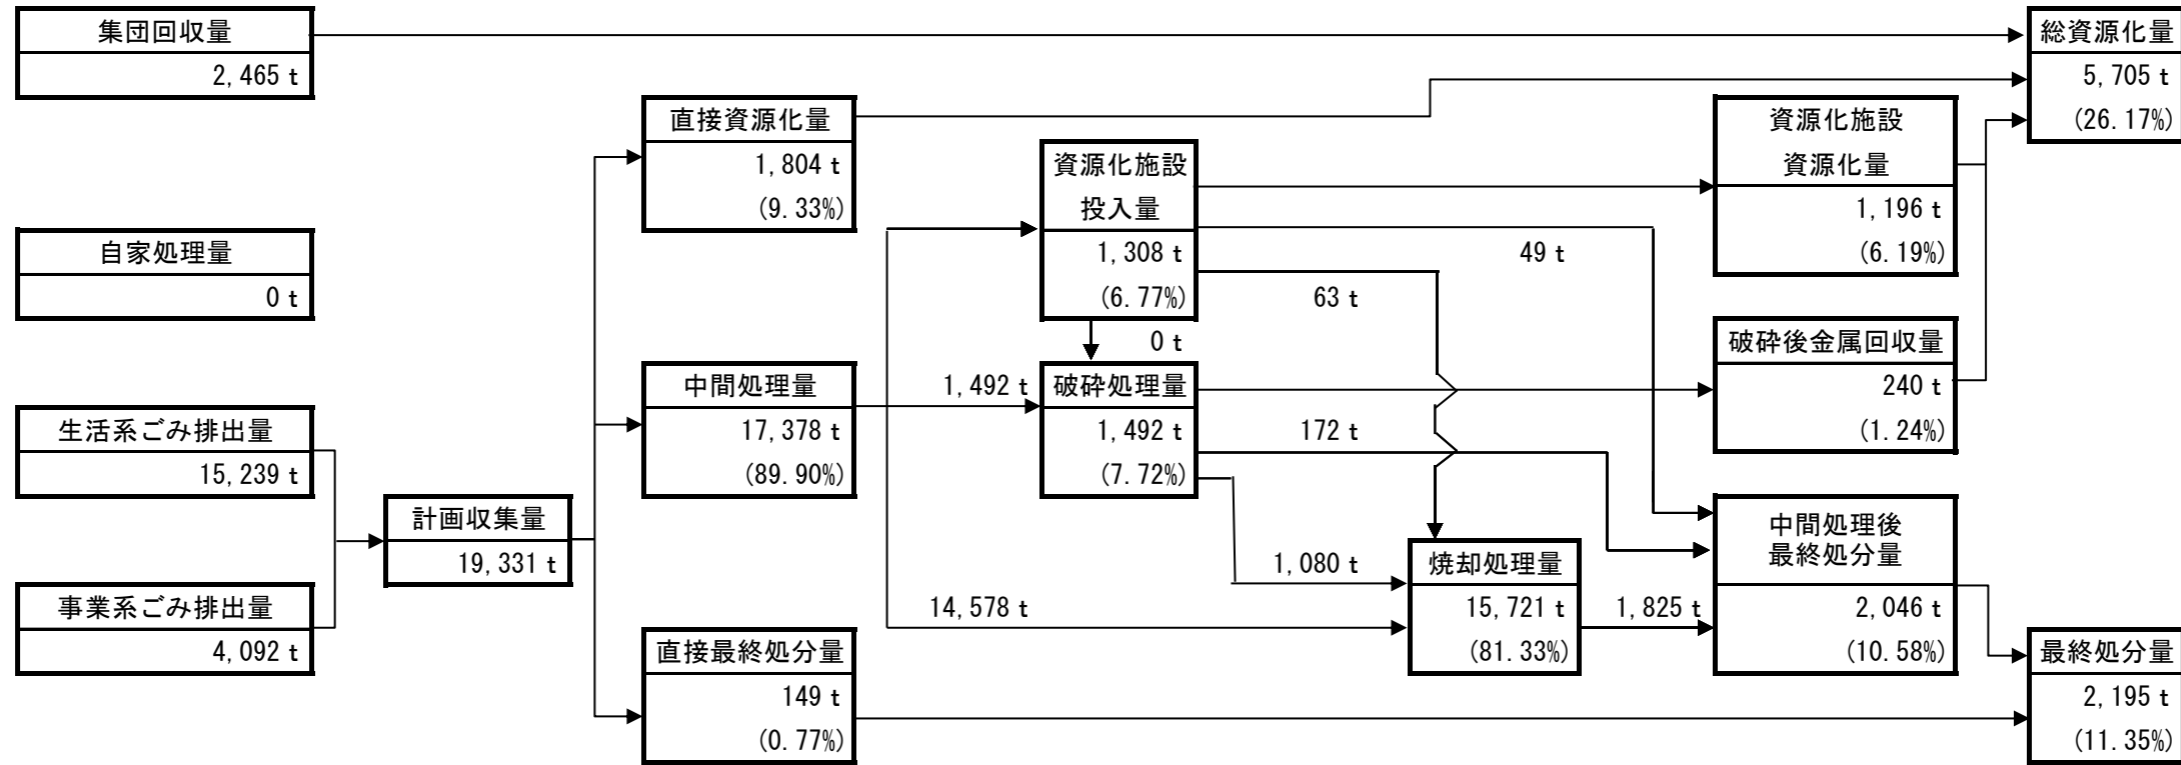 集団回収量
2,465 t
自家処理量
0 t
生活系ごみ排出量
15,239 t
事業系ごみ排出量
4,092 t
計画収集量
19,331 t
直接資源化量
1,804 t
(9.33%)
中間処理量
17,378 t
(89.90%)
直接最終処分量
149 t
(0.77%)
1,492 t
14,578 t
資源化施設
投入量
1,308 t
(6.77%)
0 t
破砕処理量
1,492 t
(7.72%)
49 t
63 t
172 t
1,080 t
焼却処理量
15,721 t
(81.33%)
1,825 t
資源化施設
資源化量
1,196 t
(6.19%)
破砕後金属回収量
240 t
(1.24%)
中間処理後
最終処分量
2,046 t
(10.58%)
総資源化量
5,705 t
(26.17%)
最終処分量
2,195 t
(11.35%)